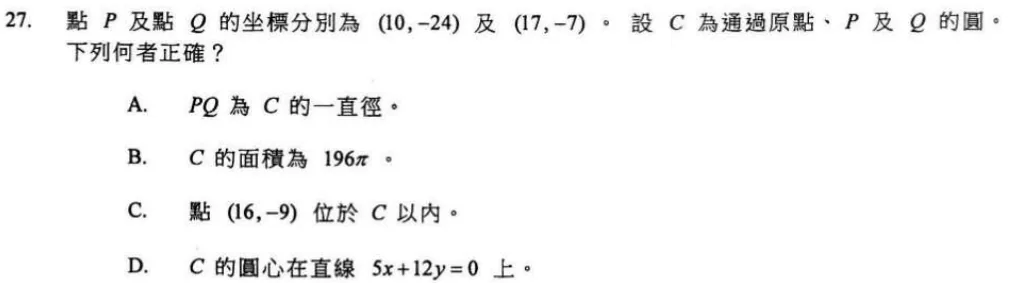 27. 點 P 及點 Q 的坐標分別為 (10, −24) 及 (17, −7)。設 C 為通過原點、P 及 Q 的圓。
下列何者正確？
A. PQ 為 C 的一直徑。
B. C 的面積為 196π 。
C. 點 (16, −9) 位於 C 以內。
D. C 的圓心在直線 5x+12y=0 上。